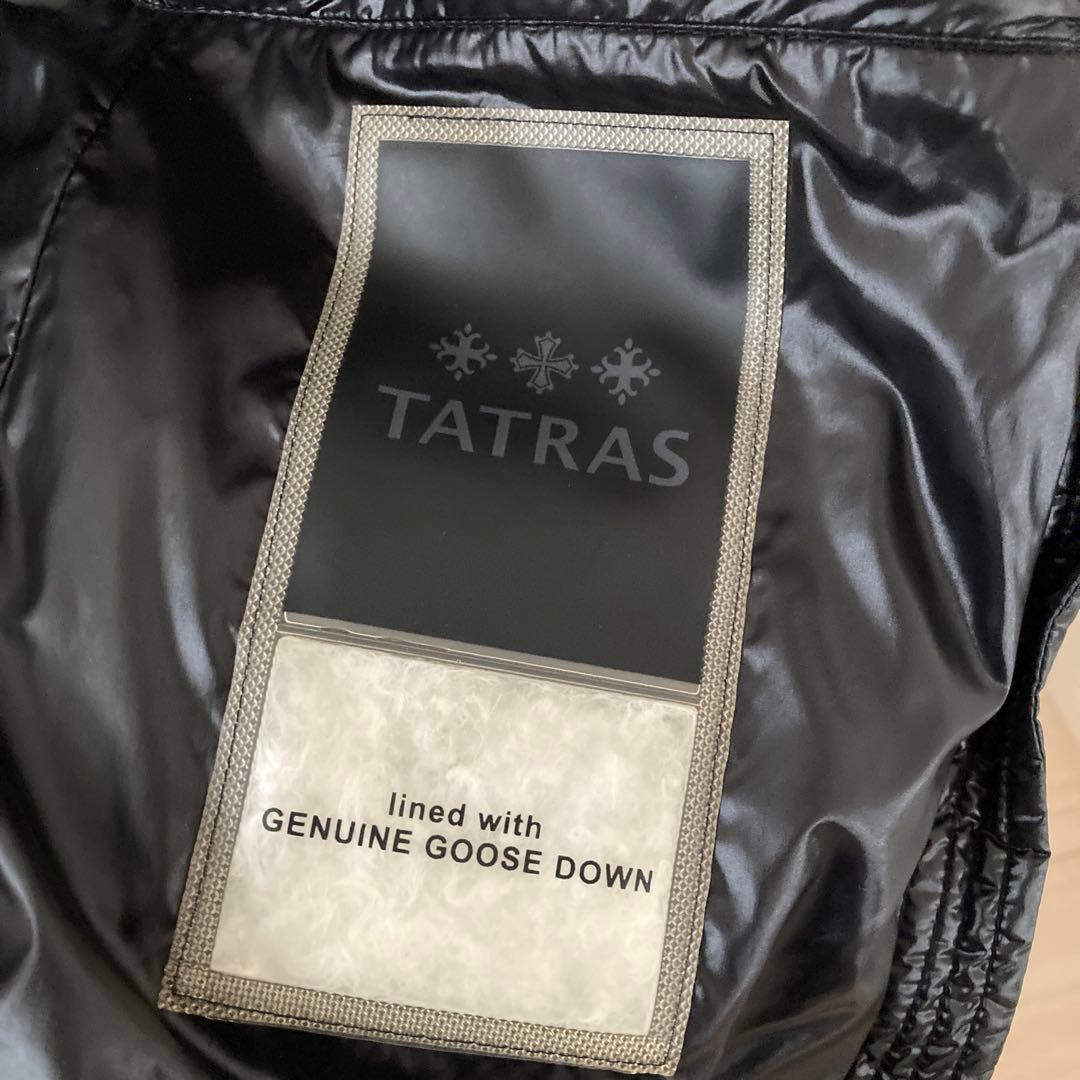 TATRAS
lined with
GENUINE GOOSE DOWN